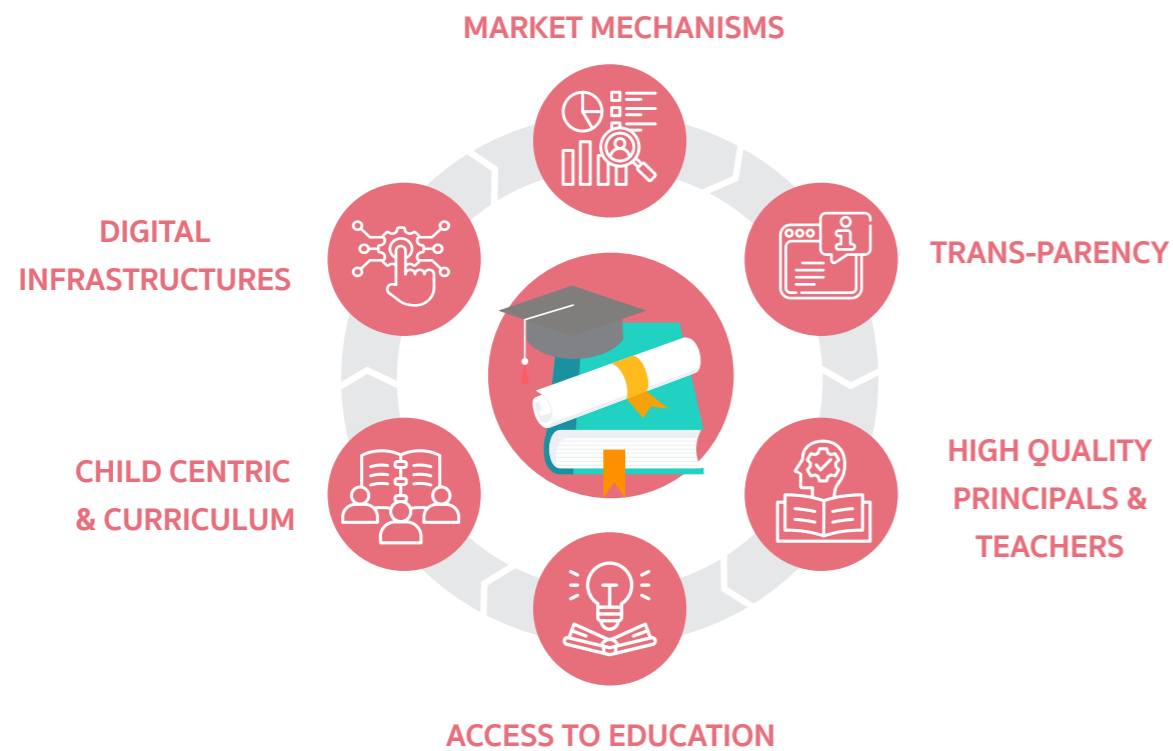 MARKET MECHANISMS
TRANS-PARENCY
HIGH QUALITY
PRINCIPALS &
TEACHERS
ACCESS TO EDUCATION
CHILD CENTRIC
& CURRICULUM
DIGITAL
INFRASTRUCTURES